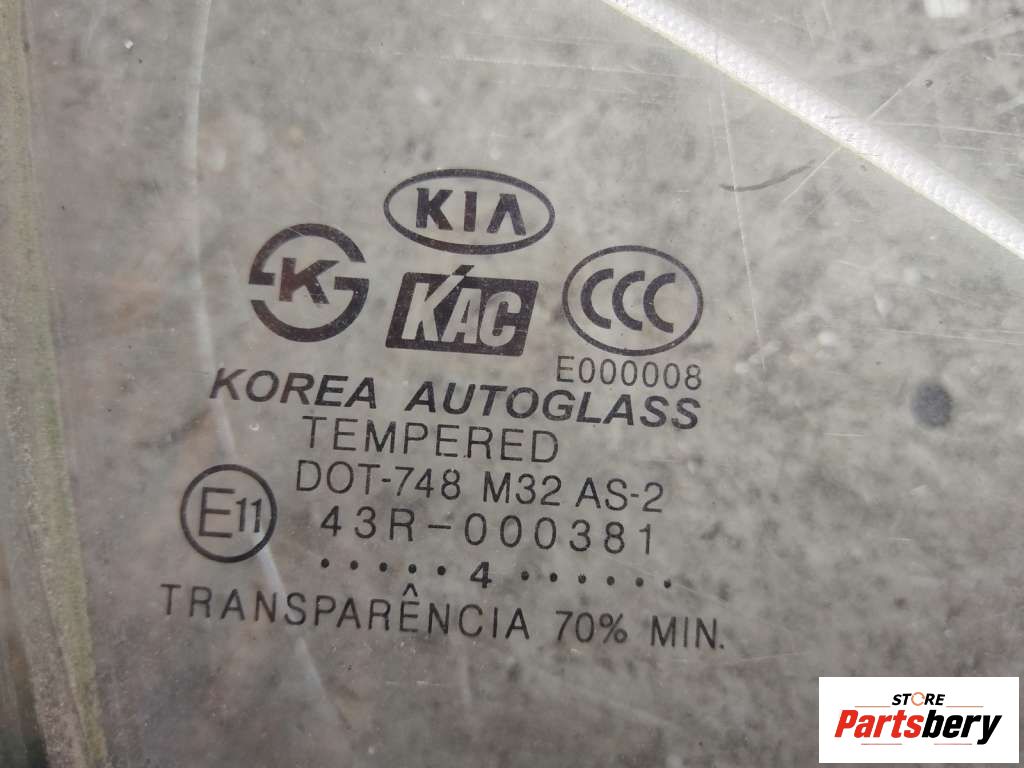 KIA
K
KAC
CCC
E000008
KOREA AUTOGLASS
TEMPERED
DOT-748 M32 AS-2
E11
43R-000381
.....4......
TRANSPARÊNCIA 70% MIN.
STORE
Partsbery